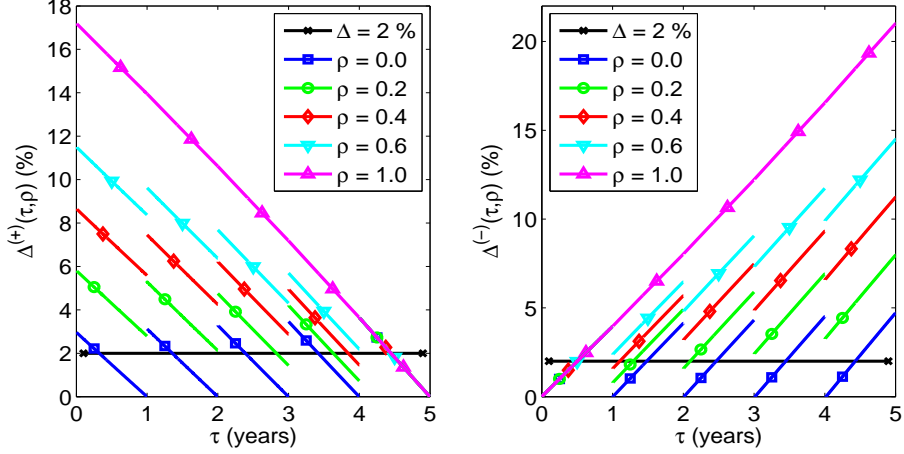 Δ(+)(τ,ρ) (%)
18
16
14
12
10
8
6
4
2
0
0 1 2 3 4 5
τ (years)
Δ = 2 %
ρ = 0.0
ρ = 0.2
ρ = 0.4
ρ = 0.6
ρ = 1.0
Δ(-)(τ,ρ) (%)
20
15
10
5
0
0 1 2 3 4 5
τ (years)
Δ = 2 %
ρ = 0.0
ρ = 0.2
ρ = 0.4
ρ = 0.6
ρ = 1.0